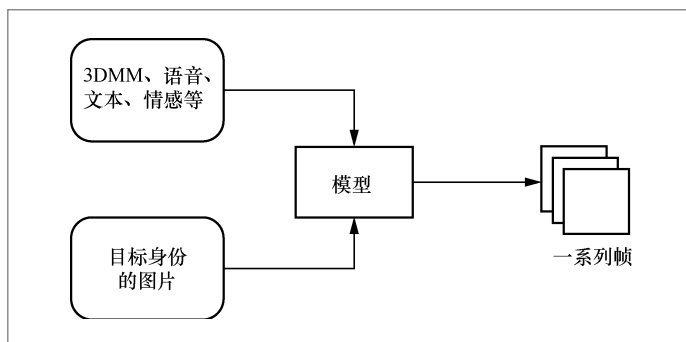 3DMM、语音、
文本、情感等
模型
目标身份
的图片
一系列帧